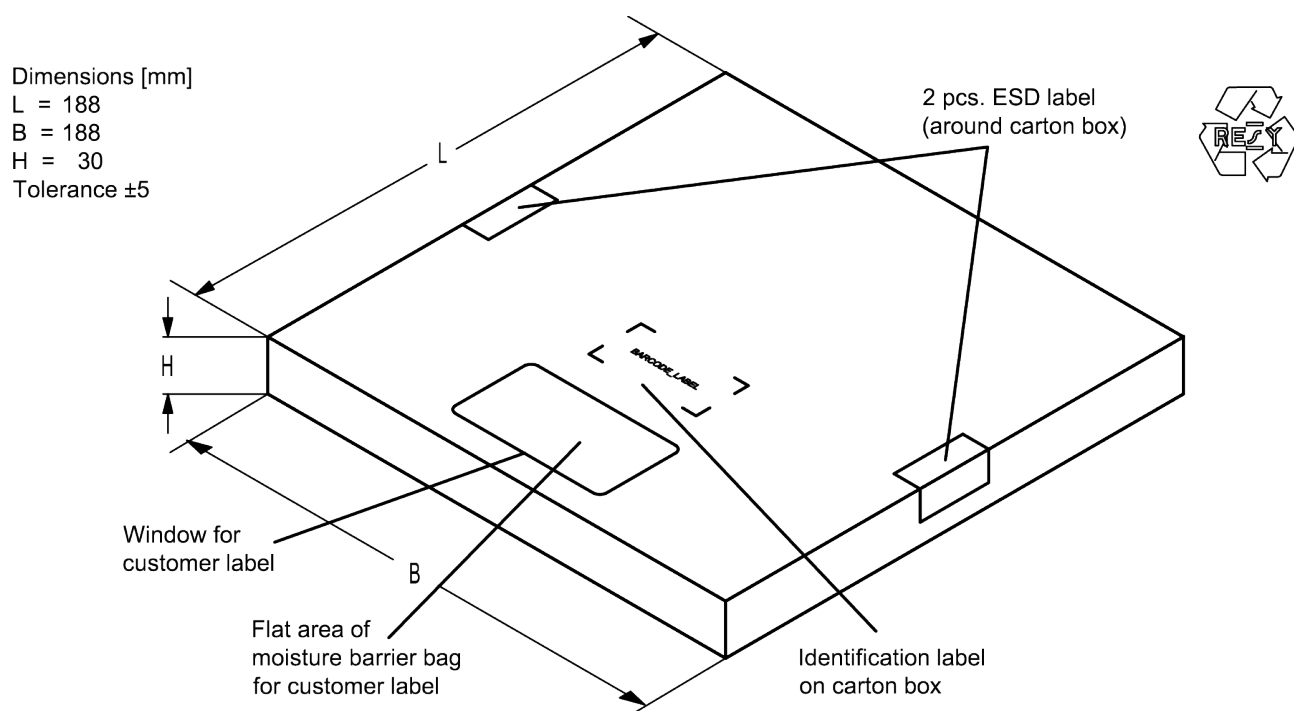 Dimensions [mm]
L = 188
B = 188
H = 30
Tolerance ±5
2 pcs. ESD label
(around carton box)
RESY
L
H
BARCODE_LABEL
Window for
customer label
B
Flat area of
moisture barrier bag
for customer label
Identification label
on carton box